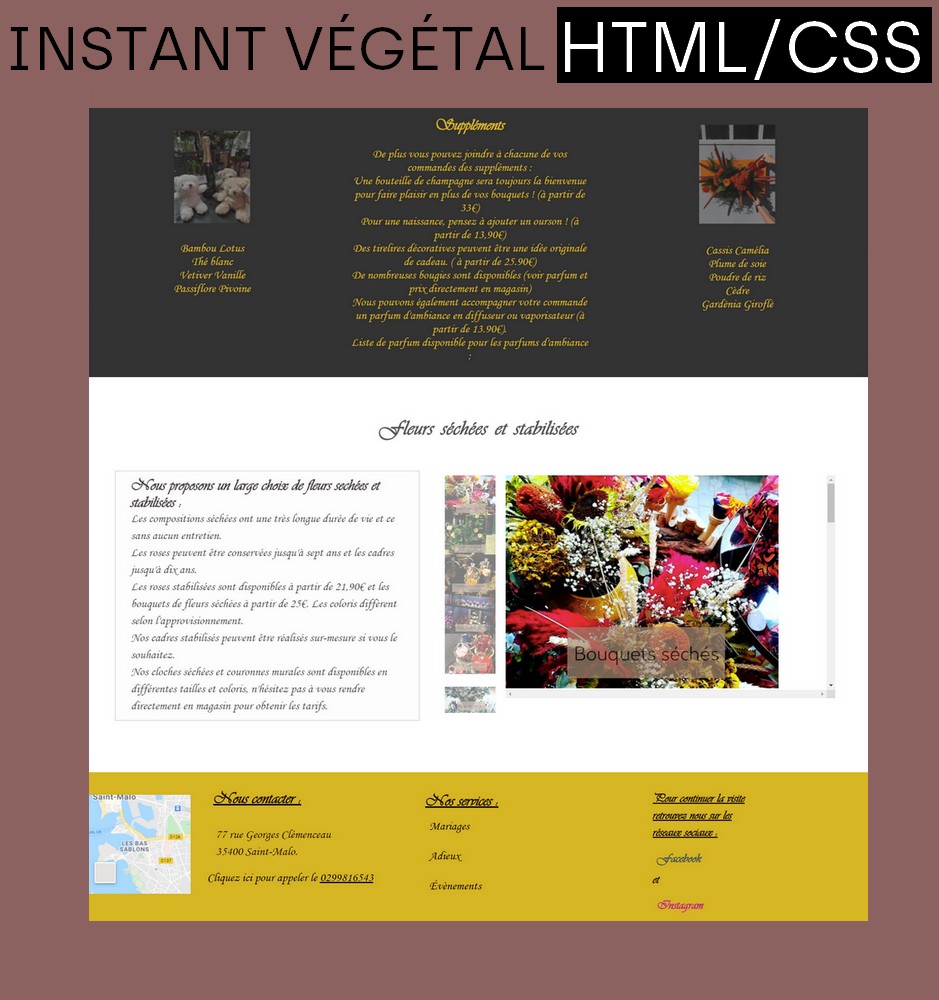 INSTANT VÉGÉTAL HTML/CSS
Supplèments
De plus vous pouvez joindre à chacune de vos
commandes des supplèments :
Une bouteille de champagne sera toujours la bienvenue
pour faire plaisir en plus de vos bouquets ! (à partir de
33€)
Pour une naissance, pensez à ajouter un ourson ! (à
partir de 13,90€)
Des tirelires dècoratives peuvent être une idèe originale
de cadeau. ( à partir de 25.90€)
De nombreuses bougies sont disponibles (voir parfum et
prix directement en magasin)
Nous pouvons également accompagner votre commande
un parfum d'ambiance en diffuseur ou vaporisateur (à
partir de 13.90€).
Liste de parfum disponible pour les parfums d'ambiance
:
Bambou Lotus
Thé blanc
Vetiver Vanille
Passiflore Pivoine
Cassis Camèlia
Plume de soie
Poudre de riz
Cèdre
Gardènia Giroflè
Fleurs séchées et stabilisées
Nous proposons un large choix de fleurs sechées et
stabilisées :
Les compositions séchées ont une très longue durée de vie et ce
sans aucun entretien.
Les roses peuvent être conservées jusqu'à sept ans et les cadres
jusqu'à dix ans.
Les roses stabilisées sont disponibles à partir de 21,90€ et les
bouquets de fleurs séchées à partir de 25€. Les coloris diffèrent
selon l'approvisionnement.
Nos cadres stabilisés peuvent être réalisés sur-mesure si vous le
souhaitez.
Nos cloches séchées et couronnes murales sont disponibles en
différentes tailles et coloris, n'hésitez pas à vous rendre
directement en magasin pour obtenir les tarifs.
Bouquets séchés
Saint-Malo
D126
LES BAS
SABLONS
D137
Nous contacter :
77 rue Georges Clèmenceau
35400 Saint-Malo.
Cliquez ici pour appeler le 0299816543
Nos services :
Mariages
Adieux
Évènements
Pour continuer la visite
retrouvez nous sur les
réseaux sociaux :
Facebook
et
Instagram